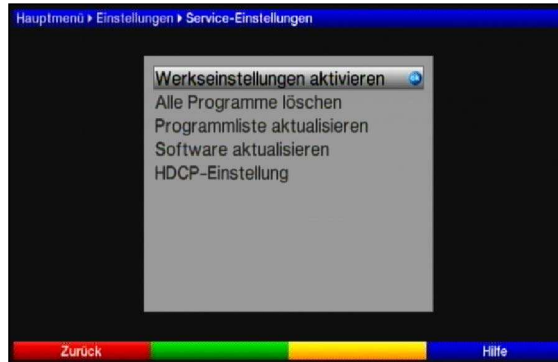 Hauptmenü ▸ Einstellungen ▸ Service-Einstellungen
Werkseinstellungen aktivieren
Alle Programme löschen
Programmliste aktualisieren
Software aktualisieren
HDCP-Einstellung
Zurück
Hilfe